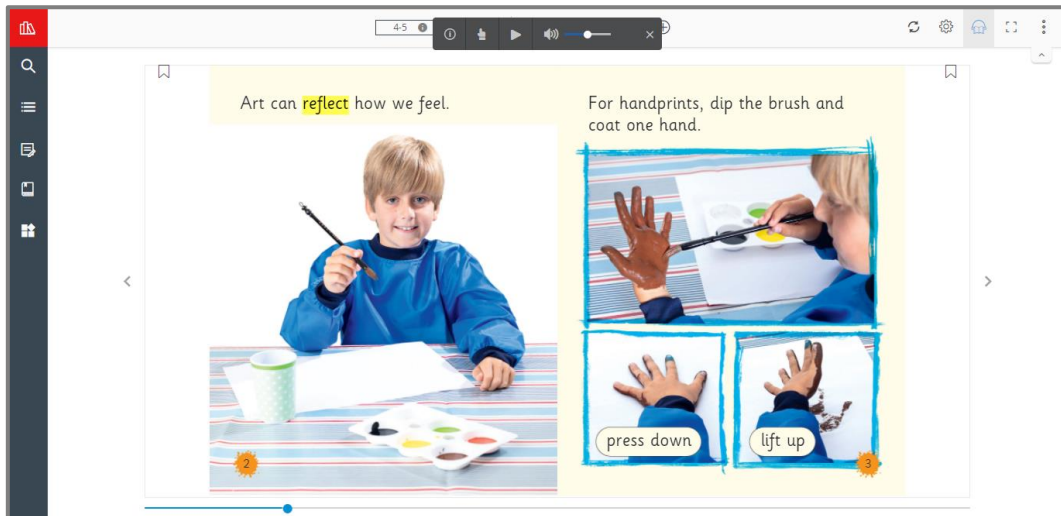 4-5
Art can reflect how we feel.
2
For handprints, dip the brush and
coat one hand.
press down
lift up
3